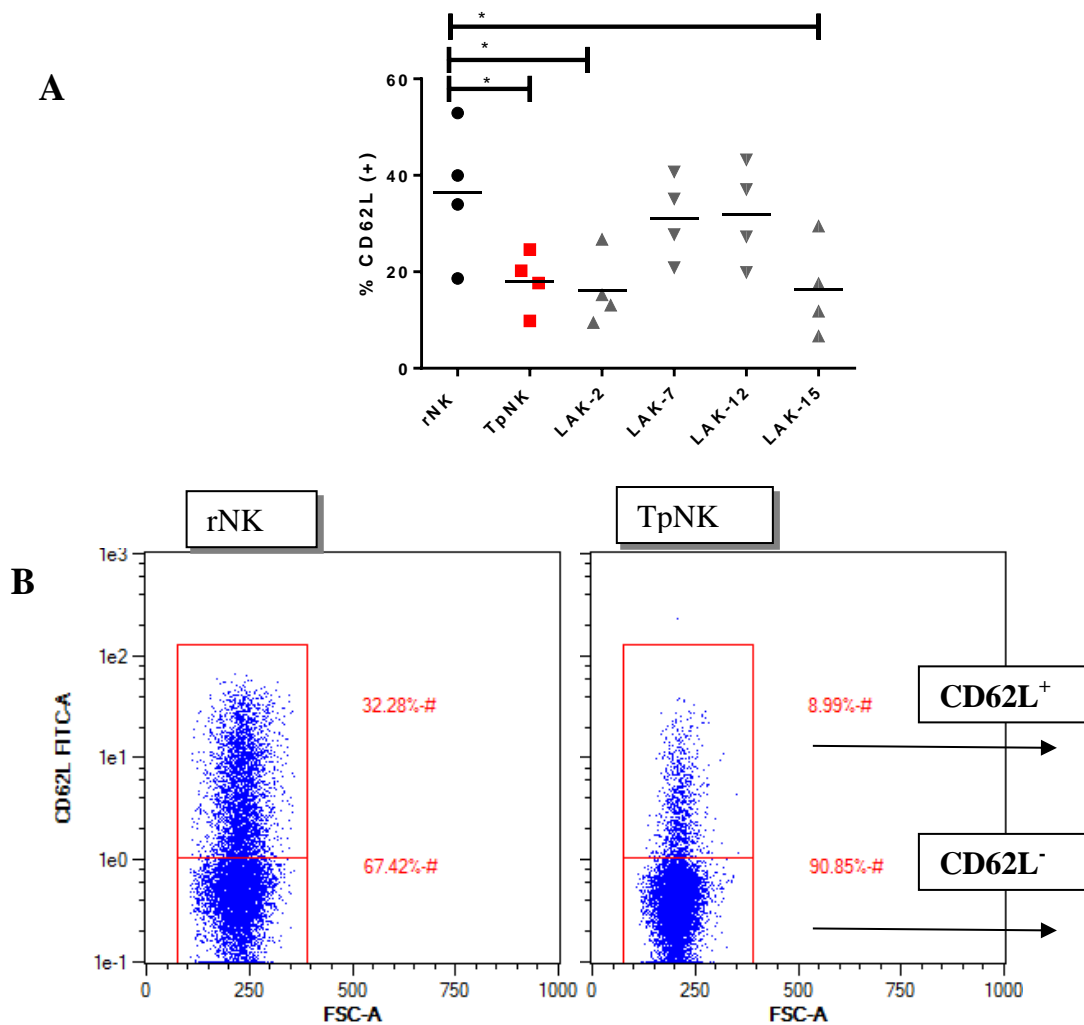 *
*
*
A
60
40
20
0
% CD62L (+)
rNK
TpNK
LAK-2
LAK-7
LAK-12
LAK-15
B
rNK
TpNK
1e3
1e2
1e1
1e0
1e-1
CD62L FITC-A
32.28%-#
67.42%-#
0 250 500 750 1000
FSC-A
8.99%-#
90.85%-#
0 250 500 750 1000
FSC-A
CD62L⁺
CD62L⁻